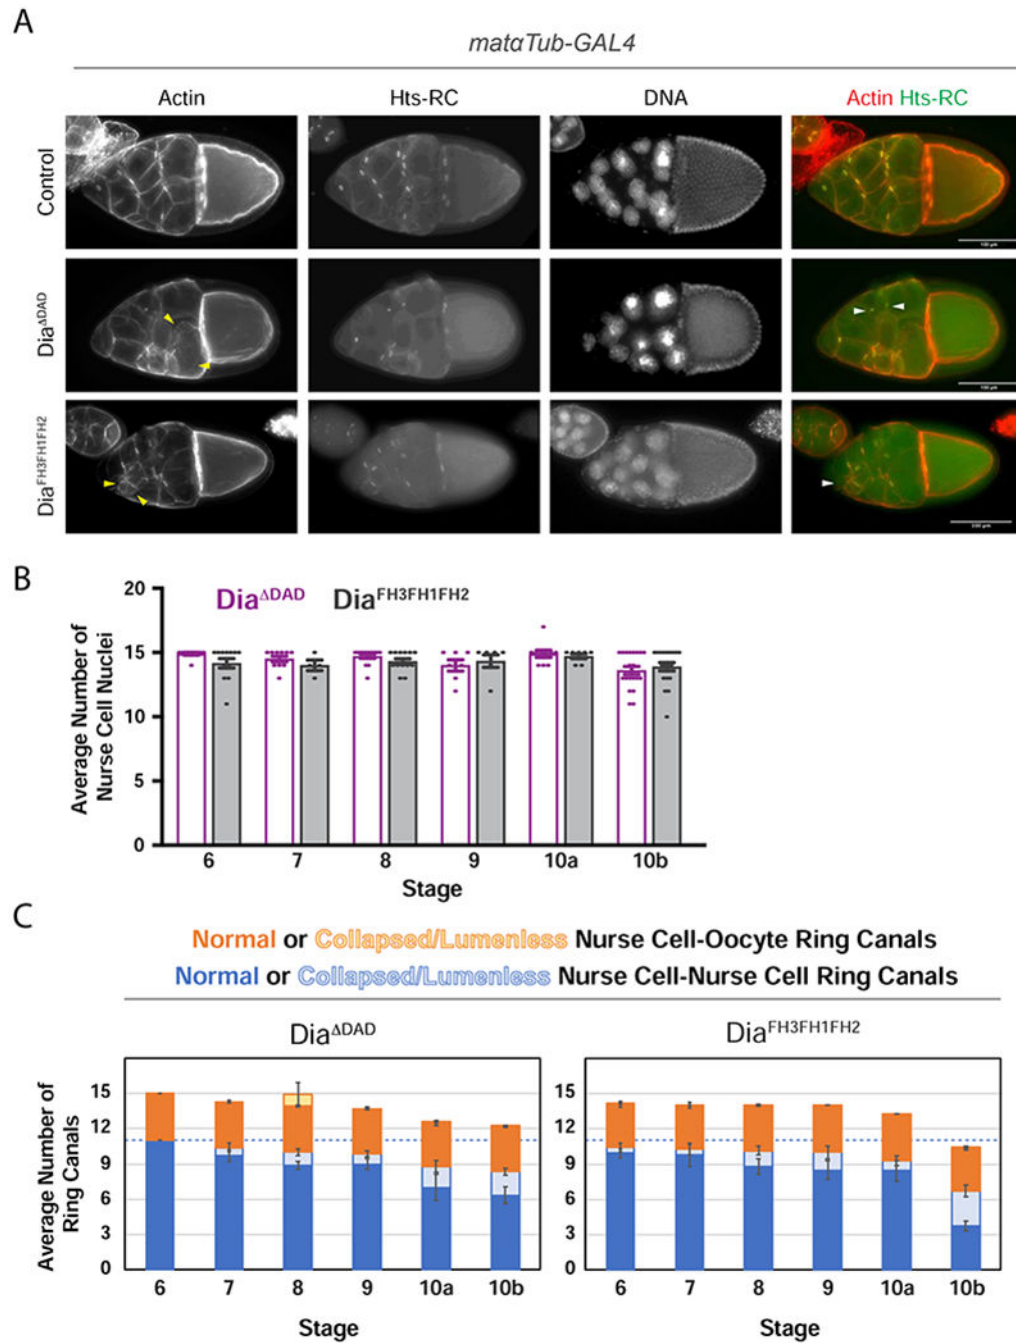 A
matαTub-GAL4
Actin Hts-RC DNA Actin Hts-RC
Control
100 μm
Dia^ΔDAD
100 μm
Dia^FH3FH1FH2
B
Dia^ΔDAD Dia^FH3FH1FH2
Average Number of
Nurse Cell Nuclei
20
15
10
5
0
6 7 8 9 10a 10b
Stage
C
Normal or Collapsed/Lumenless Nurse Cell-Oocyte Ring Canals
Normal or Collapsed/Lumenless Nurse Cell-Nurse Cell Ring Canals
Dia^ΔDAD Dia^FH3FH1FH2
Average Number of
Ring Canals
15 15
12 12
9 9
6 6
3 3
0 0
6 7 8 9 10a 10b 6 7 8 9 10a 10b
Stage Stage